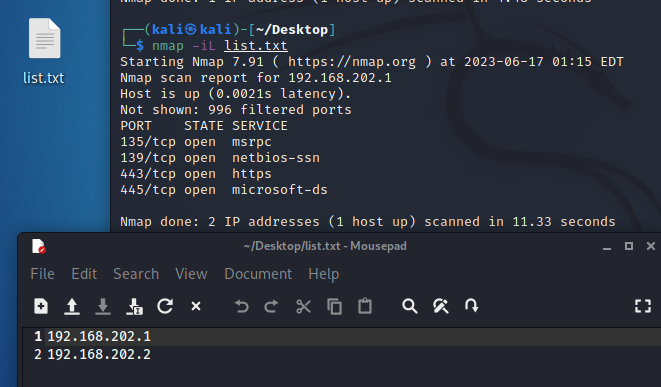 Nmap done: 1 IP address (1 host up) scanned in 4.48 seconds
┌──(kali㉿kali)-[~/Desktop]
└─$ nmap -iL list.txt
Starting Nmap 7.91 ( https://nmap.org ) at 2023-06-17 01:15 EDT
Nmap scan report for 192.168.202.1
Host is up (0.0021s latency).
Not shown: 996 filtered ports
PORT    STATE SERVICE
135/tcp open  msrpc
139/tcp open  netbios-ssn
443/tcp open  https
445/tcp open  microsoft-ds
Nmap done: 2 IP addresses (1 host up) scanned in 11.33 seconds
list.txt
~/Desktop/list.txt - Mousepad
File Edit Search View Document Help
1 192.168.202.1
2 192.168.202.2